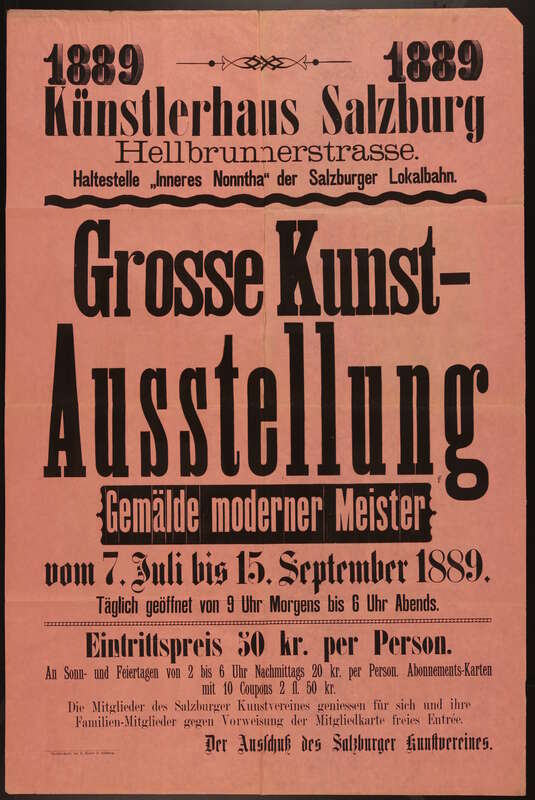 1889 1889
Künstlerhaus Salzburg
Hellbrunnerstrasse.
Haltestelle „Inneres Nonntha“ der Salzburger Lokalbahn.
Grosse Kunst-
Ausstellung
Gemälde moderner Meister
vom 7. Juli bis 15. September 1889.
Täglich geöffnet von 9 Uhr Morgens bis 6 Uhr Abends.
Eintrittspreis 50 kr. per Person.
An Sonn- und Feiertagen von 2 bis 6 Uhr Nachmittags 20 kr. per Person. Abonnements-Karten
mit 10 Coupons 2 fl. 50 kr.
Die Mitglieder des Salzburger Kunstvereines geniessen für sich und ihre
Familien-Mitglieder gegen Vorweisung der Mitgliedkarte freies Entrée.
Der Ausschuß des Salzburger Kunstvereines.